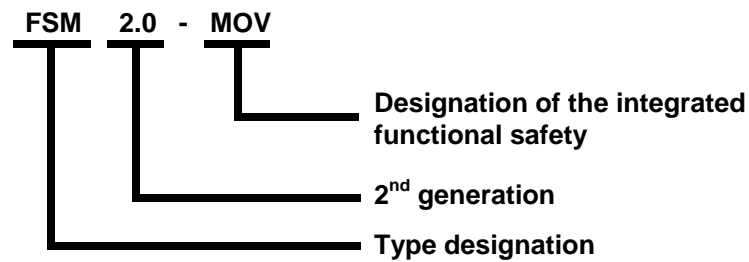 FSM 2.0 - MOV
Designation of the integrated
functional safety
2nd generation
Type designation